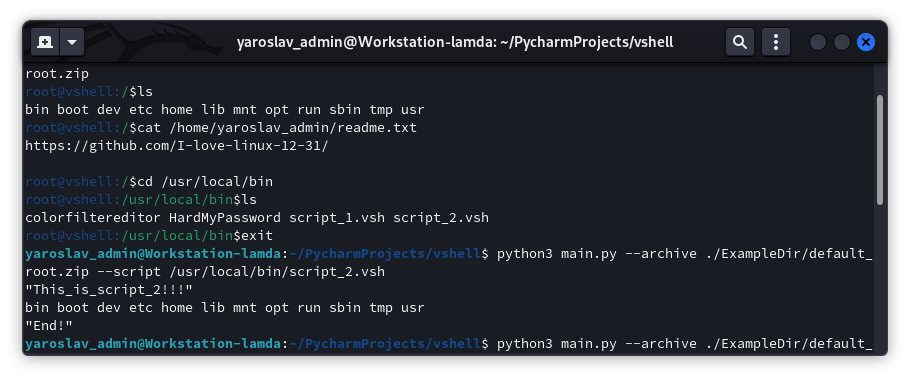 yaroslav_admin@Workstation-lamda: ~/PycharmProjects/vshell
root.zip
root@vshell:/$ls
bin boot dev etc home lib mnt opt run sbin tmp usr
root@vshell:/$cat /home/yaroslav_admin/readme.txt
https://github.com/I-love-linux-12-31/
root@vshell:/$cd /usr/local/bin
root@vshell:/usr/local/bin$ls
colorfiltereditor HardMyPassword script_1.vsh script_2.vsh
root@vshell:/usr/local/bin$exit
yaroslav_admin@Workstation-lamda:~/PycharmProjects/vshell$ python3 main.py --archive ./ExampleDir/default_
root.zip --script /usr/local/bin/script_2.vsh
"This_is_script_2!!!"
bin boot dev etc home lib mnt opt run sbin tmp usr
"End!"
yaroslav_admin@Workstation-lamda:~/PycharmProjects/vshell$ python3 main.py --archive ./ExampleDir/default_